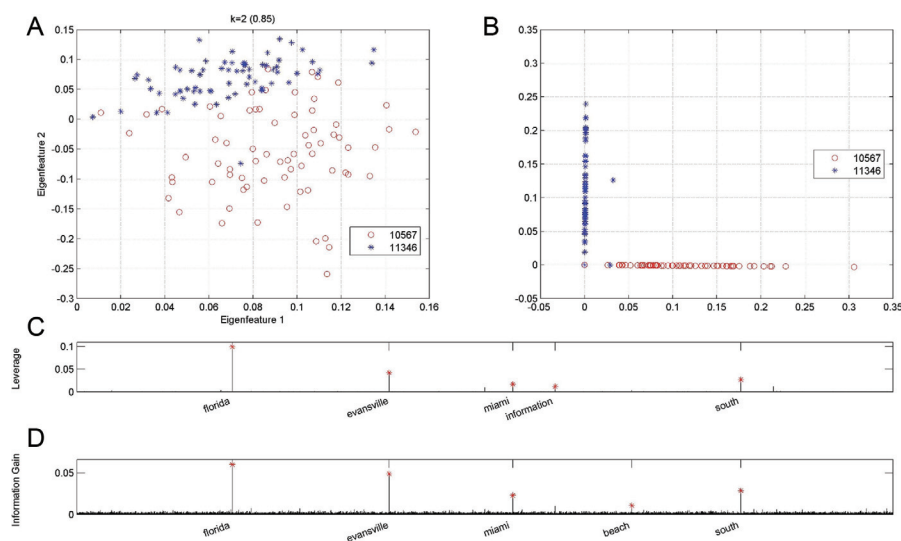 A
k=2 (0.85)
B
0.15
0.1
0.05
0
-0.05
-0.1
-0.15
-0.2
-0.25
-0.3
Eigenfeature 2
10567
11346
0 0.02 0.04 0.06 0.08 0.1 0.12 0.14 0.16
Eigenfeature 1
0.35
0.3
0.25
0.2
0.15
0.1
0.05
0
-0.05
10567
11346
-0.05 0 0.05 0.1 0.15 0.2 0.25 0.3 0.35
C
Leverage
0.1
0.05
0
florida evansville miami information south
D
Information Gain
0.05
0
florida evansville miami beach south